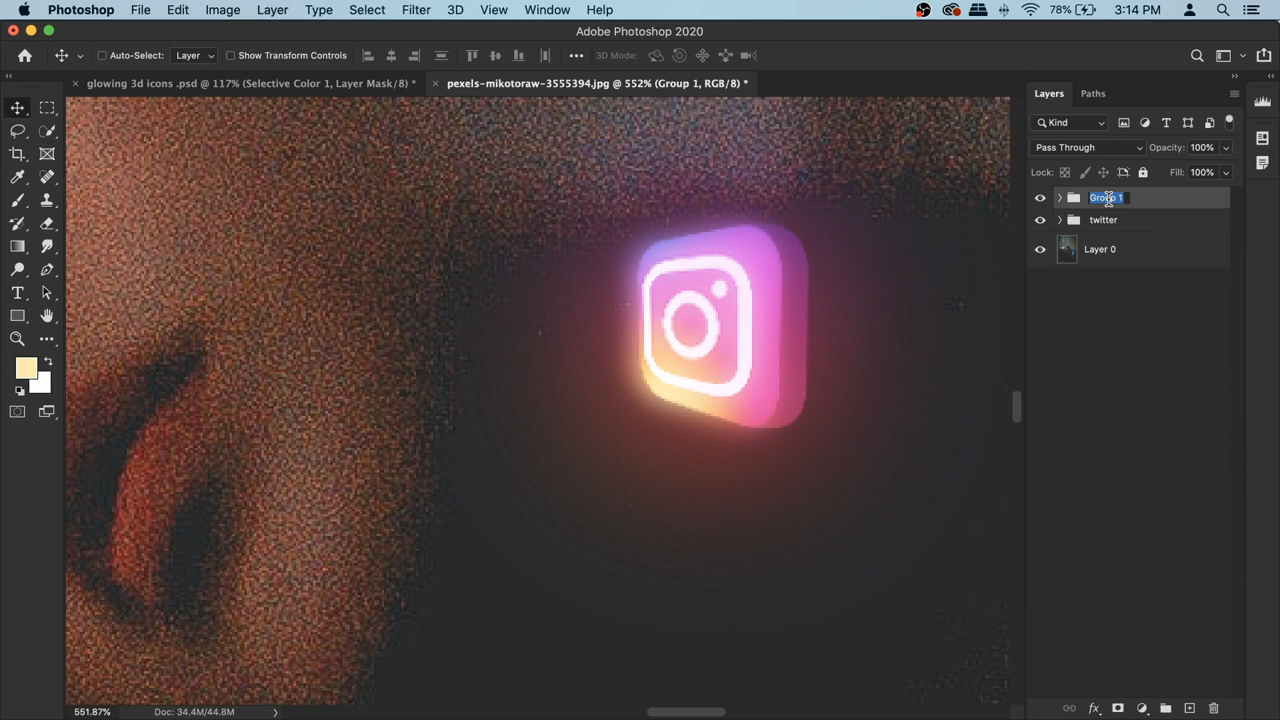 Photoshop File Edit Image Layer Type Select Filter 3D View Window Help 78% 3:14 PM
Adobe Photoshop 2020
Auto-Select: Layer Show Transform Controls 3D Mode:
glowing 3d icons .psd @ 117% (Selective Color 1, Layer Mask/8) * pexels-mikotoraw-3555394.jpg @ 552% (Group 1, RGB/8) *
Layers Paths
Kind
Pass Through Opacity: 100%
Lock: Fill: 100%
Group 1
twitter
Layer 0
551.87% Doc: 34.4M/44.8M